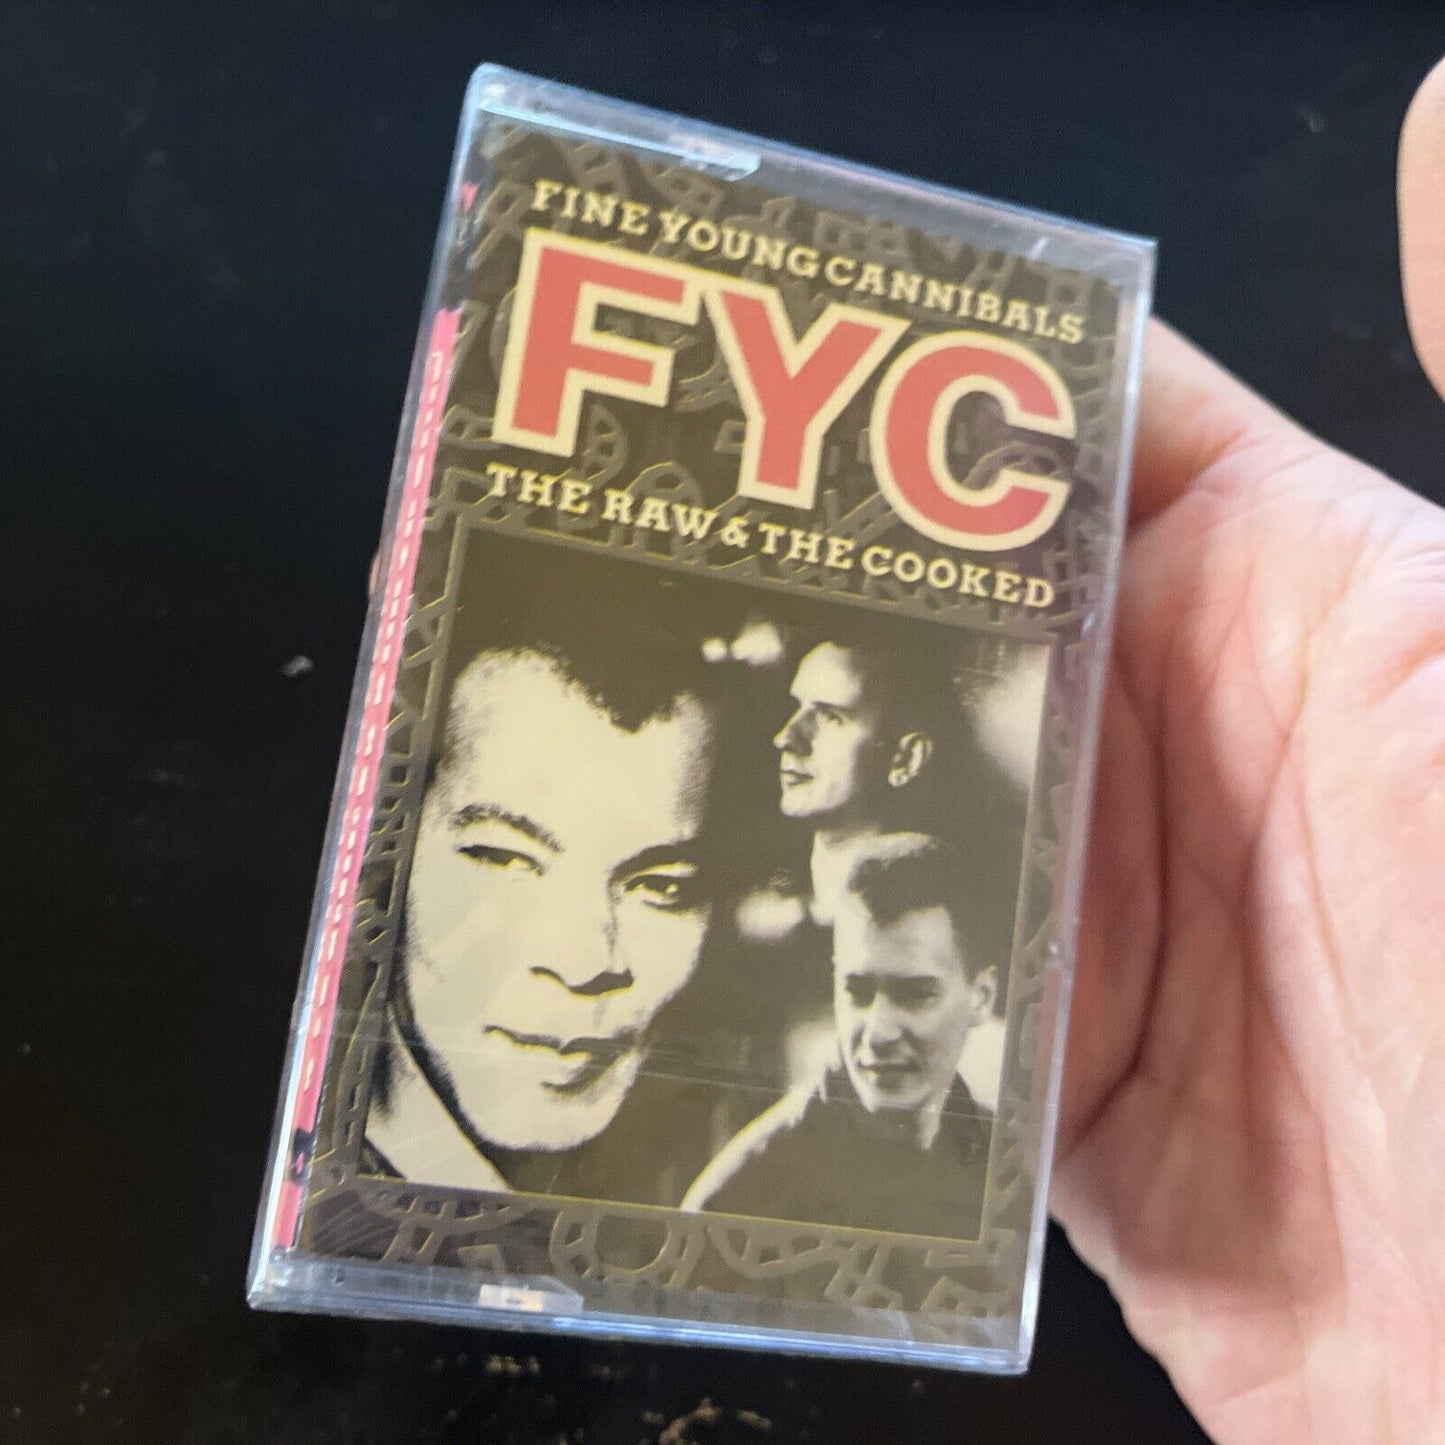 FINE YOUNG CANNIBALS
FYC
THE RAW & THE COOKED